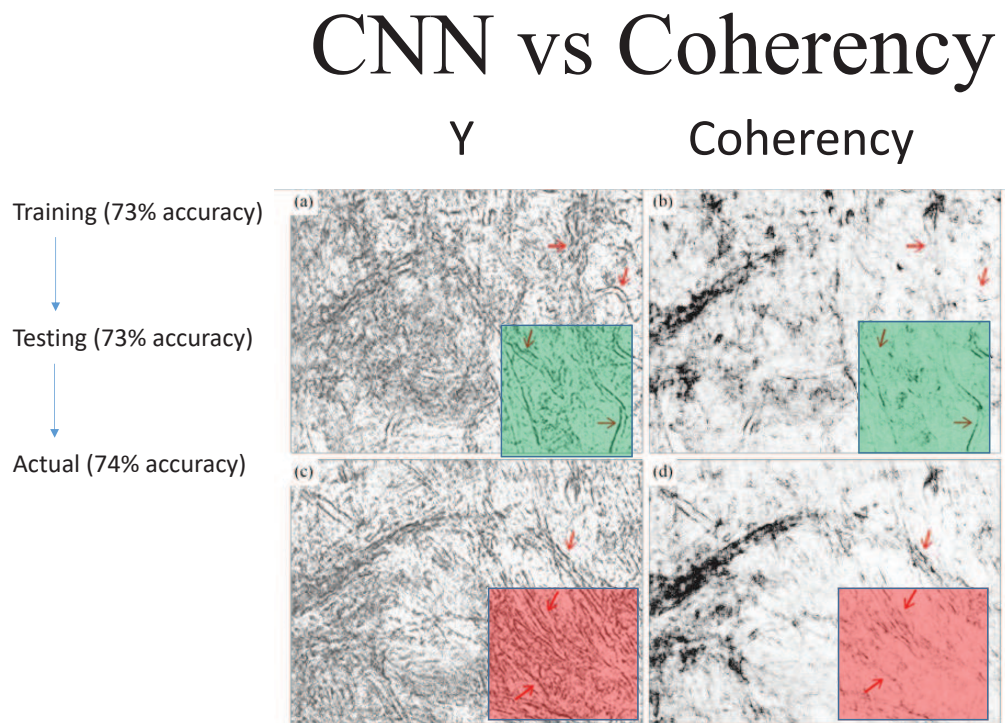 CNN vs Coherency
Y
Coherency
Training (73% accuracy)
Testing (73% accuracy)
Actual (74% accuracy)
(a)
(b)
(c)
(d)